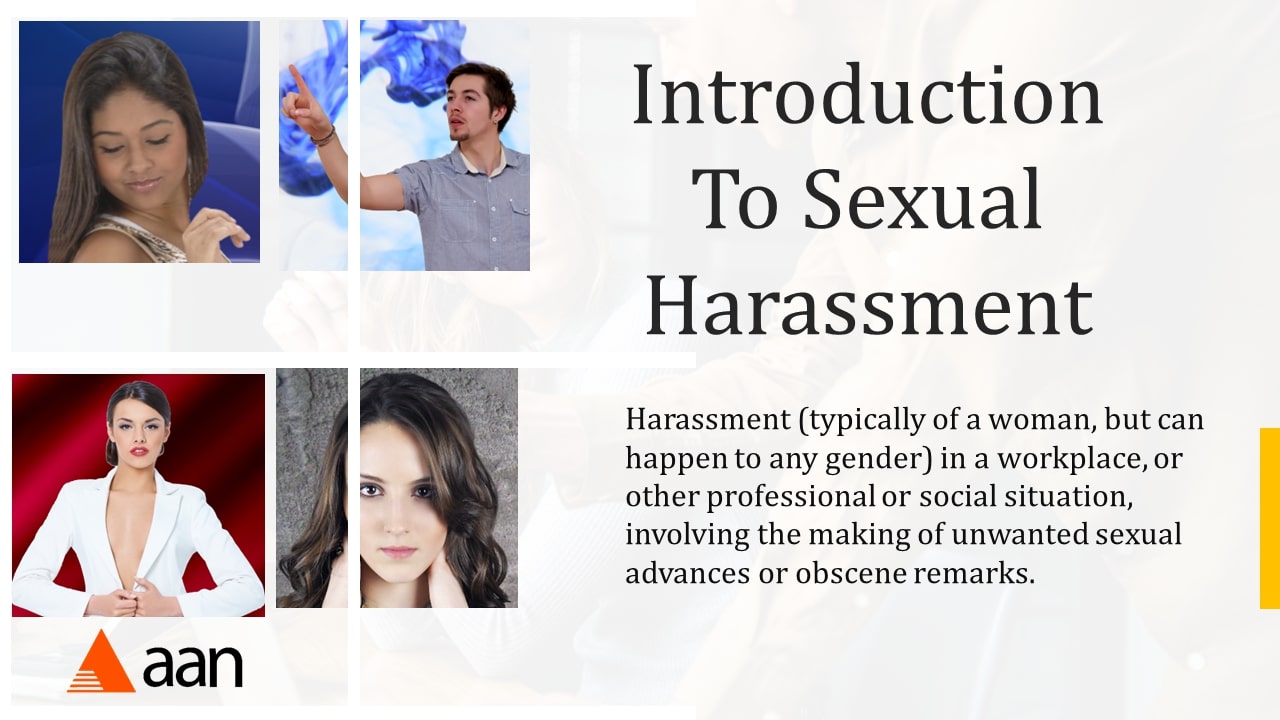 Introduction
To Sexual
Harassment
Harassment (typically of a woman, but can
happen to any gender) in a workplace, or
other professional or social situation,
involving the making of unwanted sexual
advances or obscene remarks.
aan